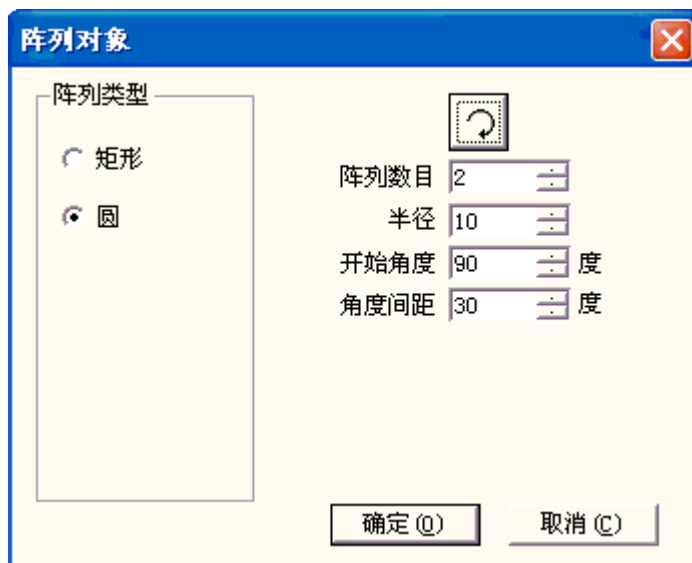 阵列对象
阵列类型
矩形
圆
阵列数目 2
半径 10
开始角度 90 度
角度间距 30 度
确定(O) 取消(C)